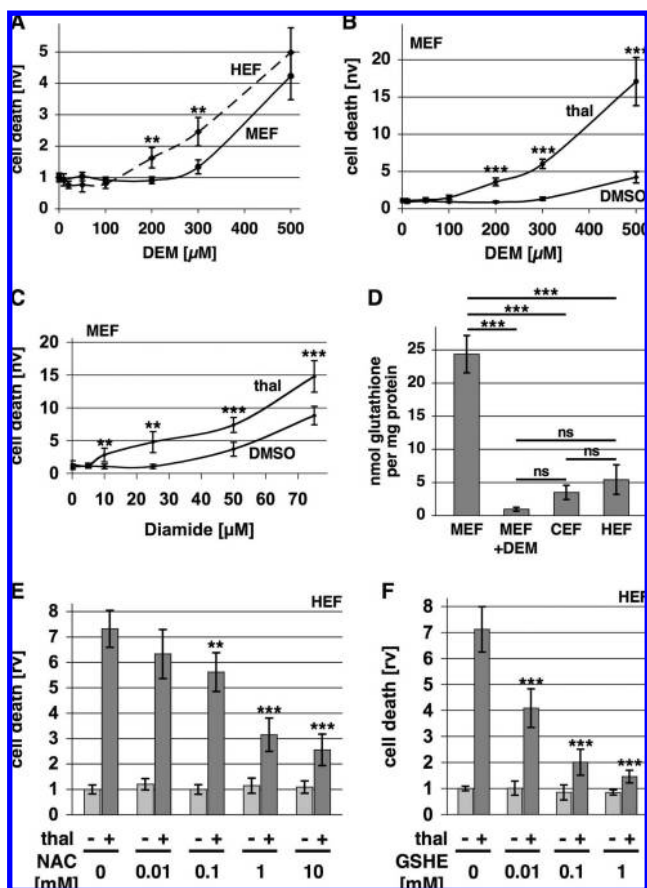 A
cell death [nv]
5
4
3
2
1
0
HEF
MEF
**
**
0 100 200 300 400 500
DEM [µM]
B
MEF
cell death [nv]
20
15
10
5
0
thal
DMSO
***
***
***
0 100 200 300 400 500
DEM [µM]
C
MEF
cell death [nv]
20
15
10
5
0
thal
DMSO
**
**
***
***
0 10 20 30 40 50 60 70
Diamide [µM]
D
nmol glutathione
per mg protein
25
20
15
10
5
0
***
***
***
ns
ns
ns
MEF MEF CEF HEF
+DEM
E
HEF
cell death [rv]
9
8
7
6
5
4
3
2
1
0
**
***
***
thal - + - + - + - + - +
NAC
[mM]
0 0.01 0.1 1 10
F
HEF
cell death [rv]
8
7
6
5
4
3
2
1
0
***
***
***
thal - + - + - + - +
GSHE
[mM]
0 0.01 0.1 1